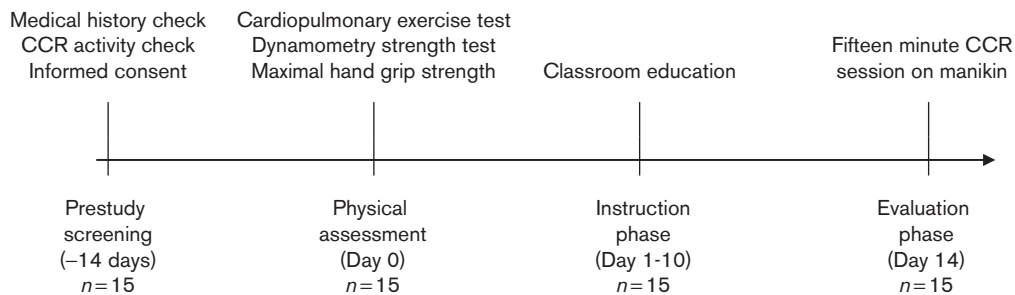 Medical history check
CCR activity check
Informed consent
Cardiopulmonary exercise test
Dynamometry strength test
Maximal hand grip strength
Classroom education
Fifteen minute CCR
session on manikin
Prestudy
screening
(−14 days)
n=15
Physical
assessment
(Day 0)
n=15
Instruction
phase
(Day 1-10)
n=15
Evaluation
phase
(Day 14)
n=15